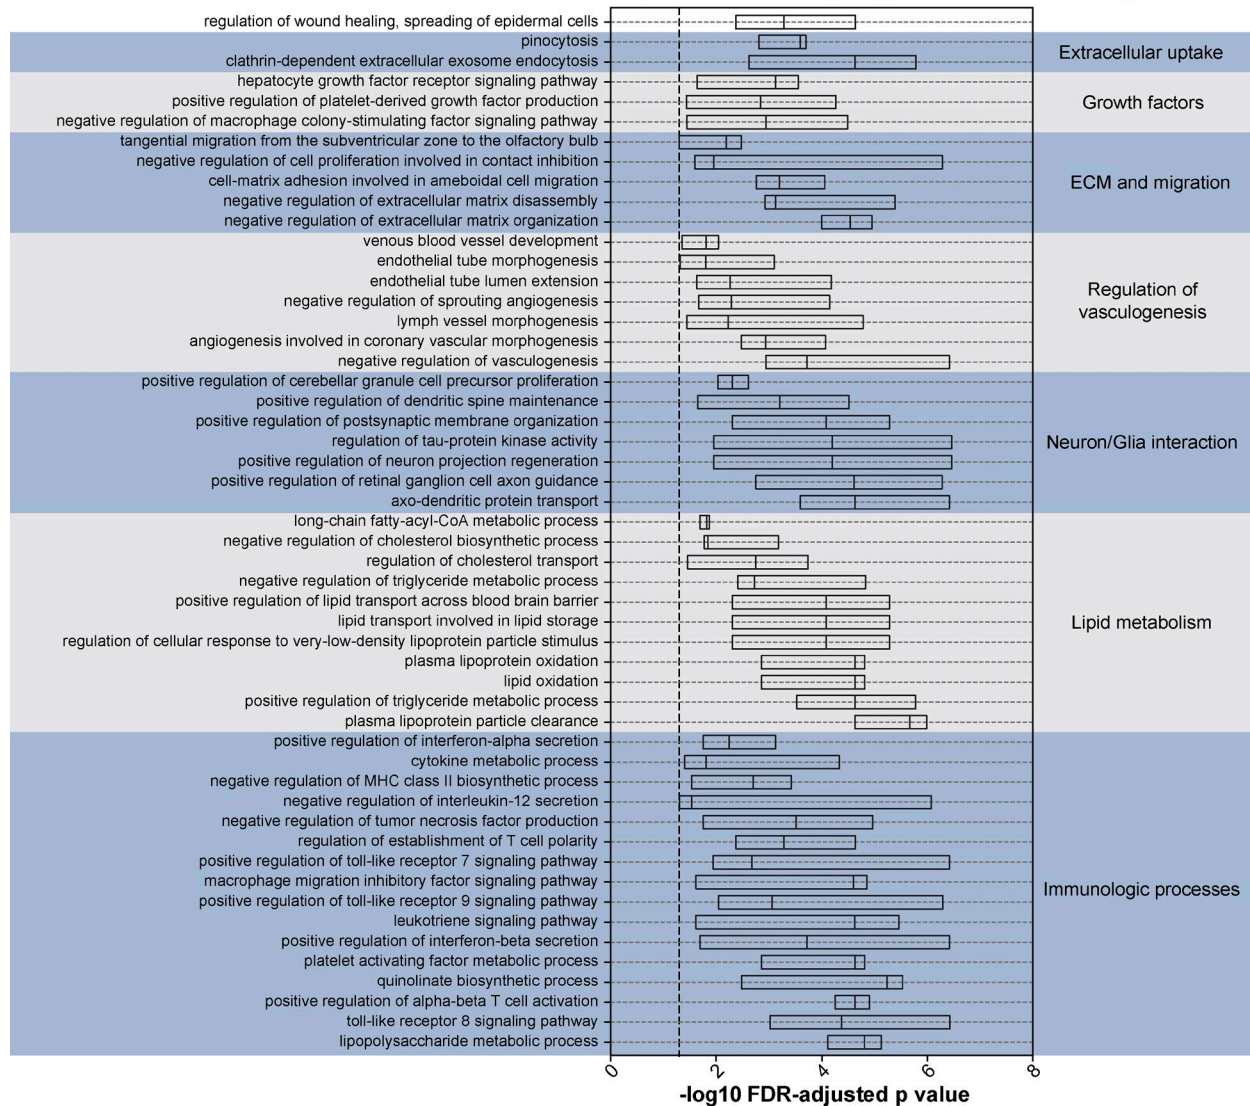 regulation of wound healing, spreading of epidermal cells
pinocytosis
clathrin-dependent extracellular exosome endocytosis
Extracellular uptake
hepatocyte growth factor receptor signaling pathway
positive regulation of platelet-derived growth factor production
negative regulation of macrophage colony-stimulating factor signaling pathway
Growth factors
tangential migration from the subventricular zone to the olfactory bulb
negative regulation of cell proliferation involved in contact inhibition
cell-matrix adhesion involved in ameboidal cell migration
negative regulation of extracellular matrix disassembly
negative regulation of extracellular matrix organization
ECM and migration
venous blood vessel development
endothelial tube morphogenesis
endothelial tube lumen extension
negative regulation of sprouting angiogenesis
lymph vessel morphogenesis
angiogenesis involved in coronary vascular morphogenesis
negative regulation of vasculogenesis
Regulation of
vasculogenesis
positive regulation of cerebellar granule cell precursor proliferation
positive regulation of dendritic spine maintenance
positive regulation of postsynaptic membrane organization
regulation of tau-protein kinase activity
positive regulation of neuron projection regeneration
positive regulation of retinal ganglion cell axon guidance
axo-dendritic protein transport
Neuron/Glia interaction
long-chain fatty-acyl-CoA metabolic process
negative regulation of cholesterol biosynthetic process
regulation of cholesterol transport
negative regulation of triglyceride metabolic process
positive regulation of lipid transport across blood brain barrier
lipid transport involved in lipid storage
regulation of cellular response to very-low-density lipoprotein particle stimulus
plasma lipoprotein oxidation
lipid oxidation
positive regulation of triglyceride metabolic process
plasma lipoprotein particle clearance
Lipid metabolism
positive regulation of interferon-alpha secretion
cytokine metabolic process
negative regulation of MHC class II biosynthetic process
negative regulation of interleukin-12 secretion
negative regulation of tumor necrosis factor production
regulation of establishment of T cell polarity
positive regulation of toll-like receptor 7 signaling pathway
macrophage migration inhibitory factor signaling pathway
positive regulation of toll-like receptor 9 signaling pathway
leukotriene signaling pathway
positive regulation of interferon-beta secretion
platelet activating factor metabolic process
quinolinate biosynthetic process
positive regulation of alpha-beta T cell activation
toll-like receptor 8 signaling pathway
lipopolysaccharide metabolic process
Immunologic processes
0 2 4 6 8
-log10 FDR-adjusted p value